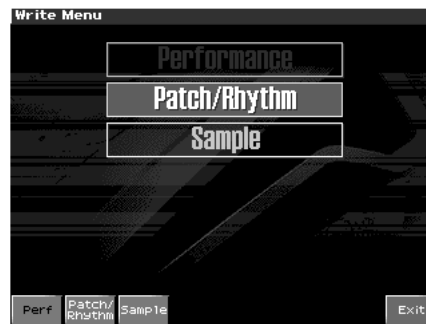 Write Menu
Performance
Patch/Rhythm
Sample
Perf
Patch/
Rhythm
Sample
Exit